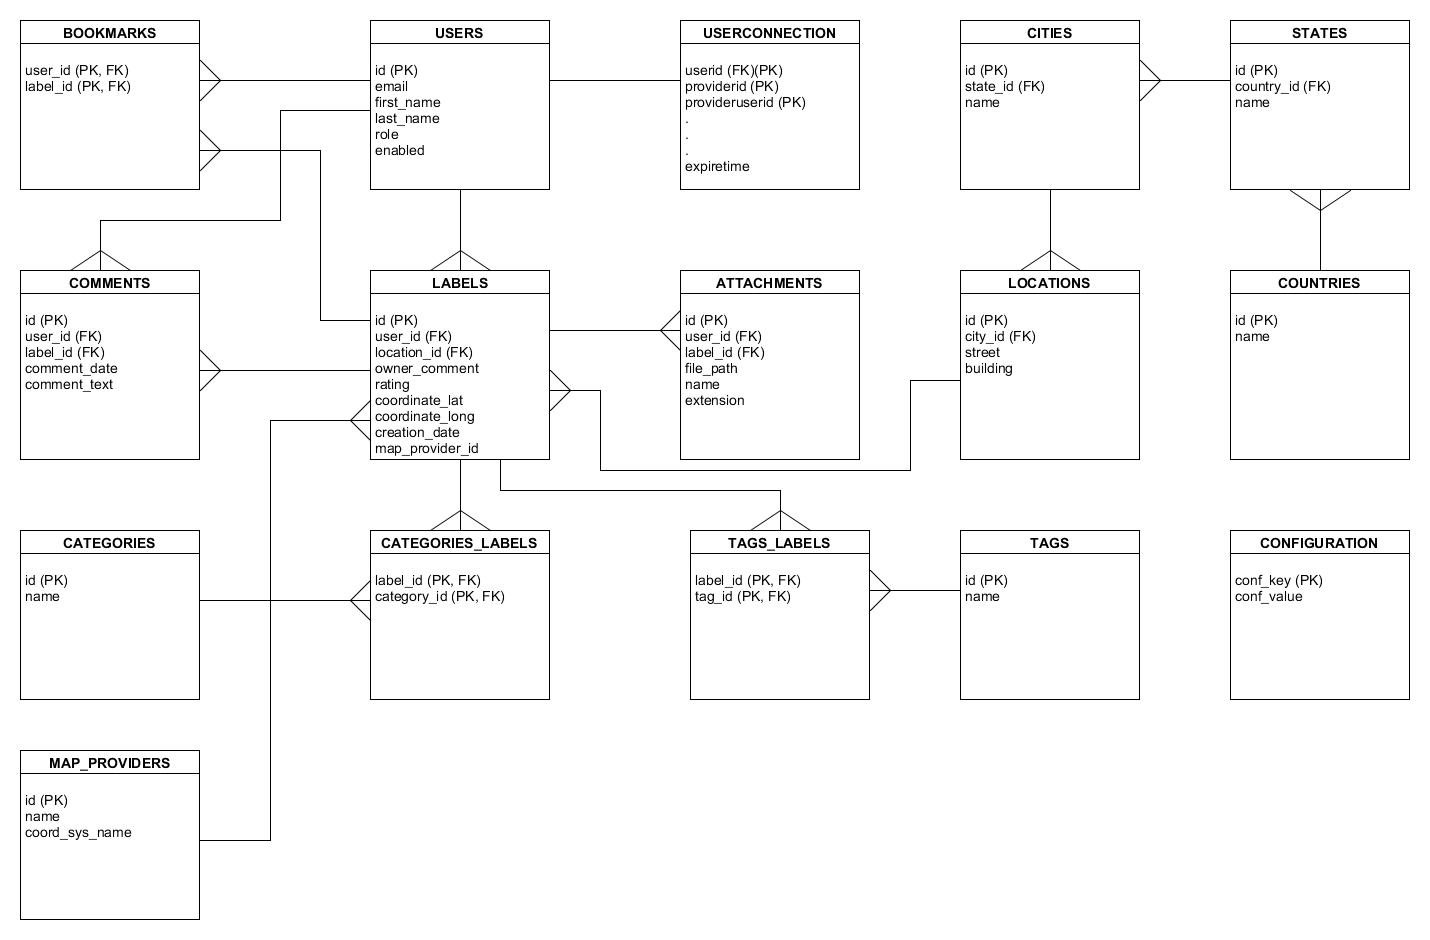 BOOKMARKS
user_id (PK, FK)
label_id (PK, FK)
USERS
id (PK)
email
first_name
last_name
role
enabled
USERCONNECTION
userid (FK)(PK)
providerid (PK)
provideruserid (PK)
.
.
.
expiretime
CITIES
id (PK)
state_id (FK)
name
STATES
id (PK)
country_id (FK)
name
COMMENTS
id (PK)
user_id (FK)
label_id (FK)
comment_date
comment_text
LABELS
id (PK)
user_id (FK)
location_id (FK)
owner_comment
rating
coordinate_lat
coordinate_long
creation_date
map_provider_id
ATTACHMENTS
id (PK)
user_id (FK)
label_id (FK)
file_path
name
extension
LOCATIONS
id (PK)
city_id (FK)
street
building
COUNTRIES
id (PK)
name
CATEGORIES
id (PK)
name
CATEGORIES_LABELS
label_id (PK, FK)
category_id (PK, FK)
TAGS_LABELS
label_id (PK, FK)
tag_id (PK, FK)
TAGS
id (PK)
name
CONFIGURATION
conf_key (PK)
conf_value
MAP_PROVIDERS
id (PK)
name
coord_sys_name